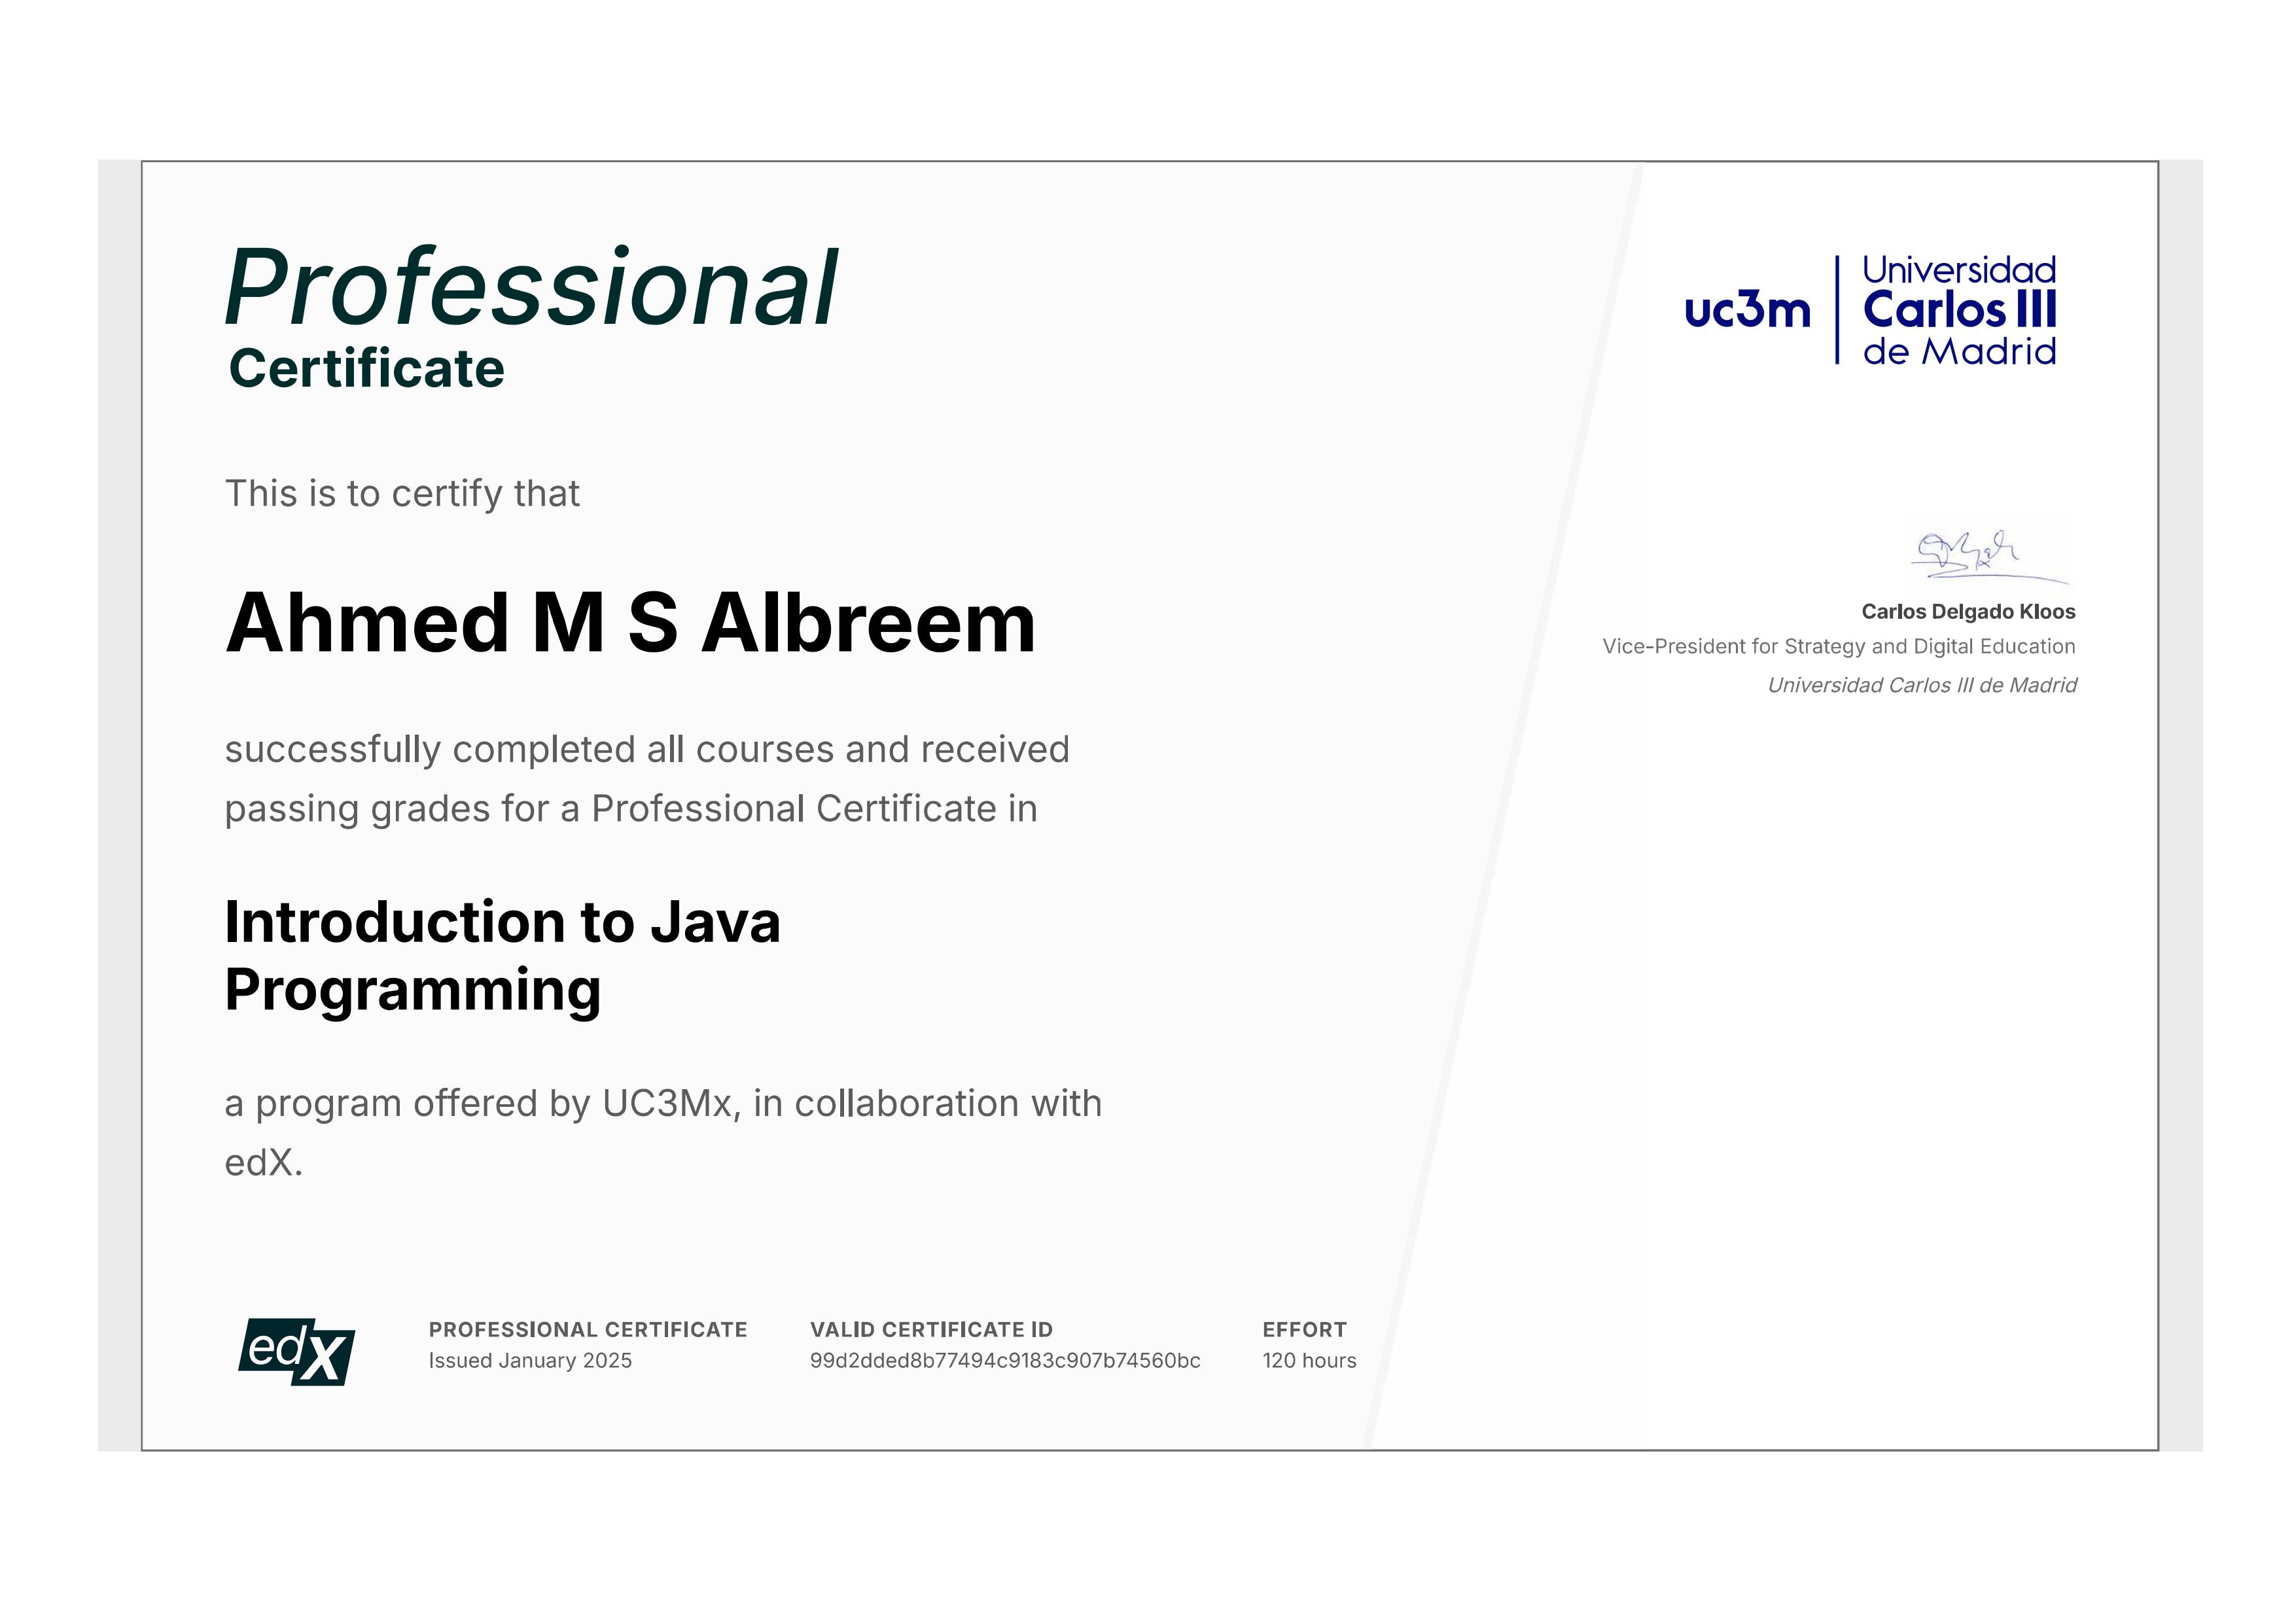 Professional
Certificate
This is to certify that
Ahmed M S Albreem
successfully completed all courses and received
passing grades for a Professional Certificate in
Introduction to Java
Programming
a program offered by UC3Mx, in collaboration with
edX.
edX
PROFESSIONAL CERTIFICATE
Issued January 2025
VALID CERTIFICATE ID
99d2dded8b77494c9183c907b74560bc
EFFORT
120 hours
uc3m
Universidad
Carlos III
de Madrid
Carlos Delgado Kloos
Vice-President for Strategy and Digital Education
Universidad Carlos III de Madrid